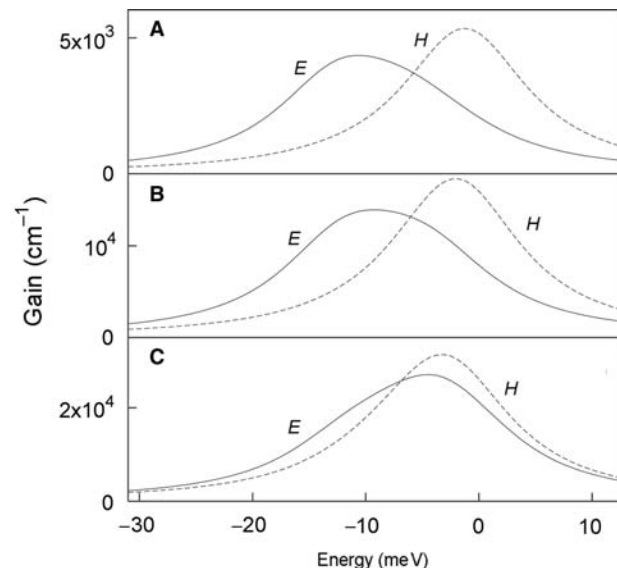 A
5x10³
E
H
0
B
E
H
10⁴
0
C
E
H
2x10⁴
0
Gain (cm⁻¹)
−30 −20 −10 0 10
Energy (meV)